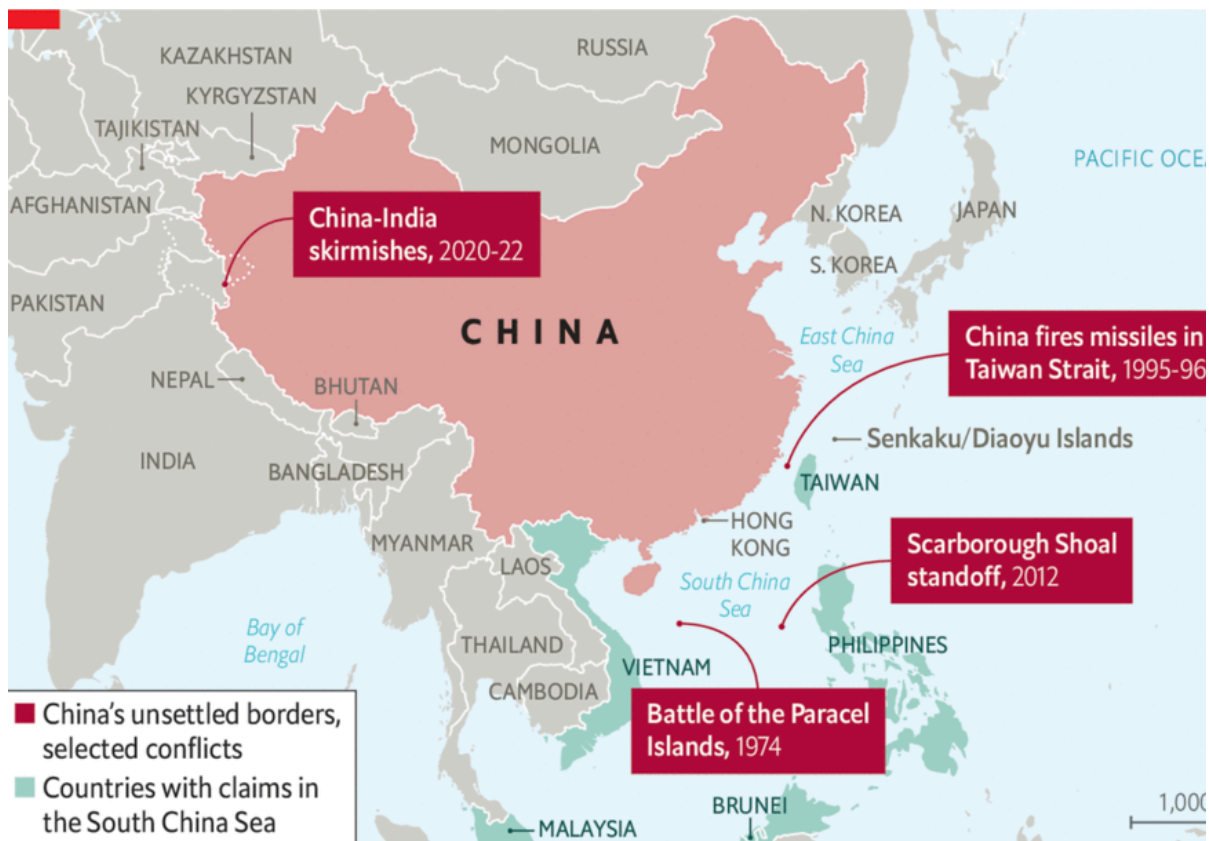 KAZAKHSTAN
RUSSIA
KYRGYZSTAN
TAJIKISTAN
MONGOLIA
PACIFIC OCEA
AFGHANISTAN
China-India
skirmishes, 2020-22
N. KOREA
JAPAN
S. KOREA
PAKISTAN
CHINA
East China
Sea
China fires missiles in
Taiwan Strait, 1995-96
NEPAL
BHUTAN
Senkaku/Diaoyu Islands
INDIA
BANGLADESH
TAIWAN
HONG
KONG
MYANMAR
LAOS
Scarborough Shoal
standoff, 2012
South China
Sea
Bay of
Bengal
THAILAND
VIETNAM
PHILIPPINES
CAMBODIA
Battle of the Paracel
Islands, 1974
China's unsettled borders,
selected conflicts
Countries with claims in
the South China Sea
MALAYSIA
BRUNEI
1,000